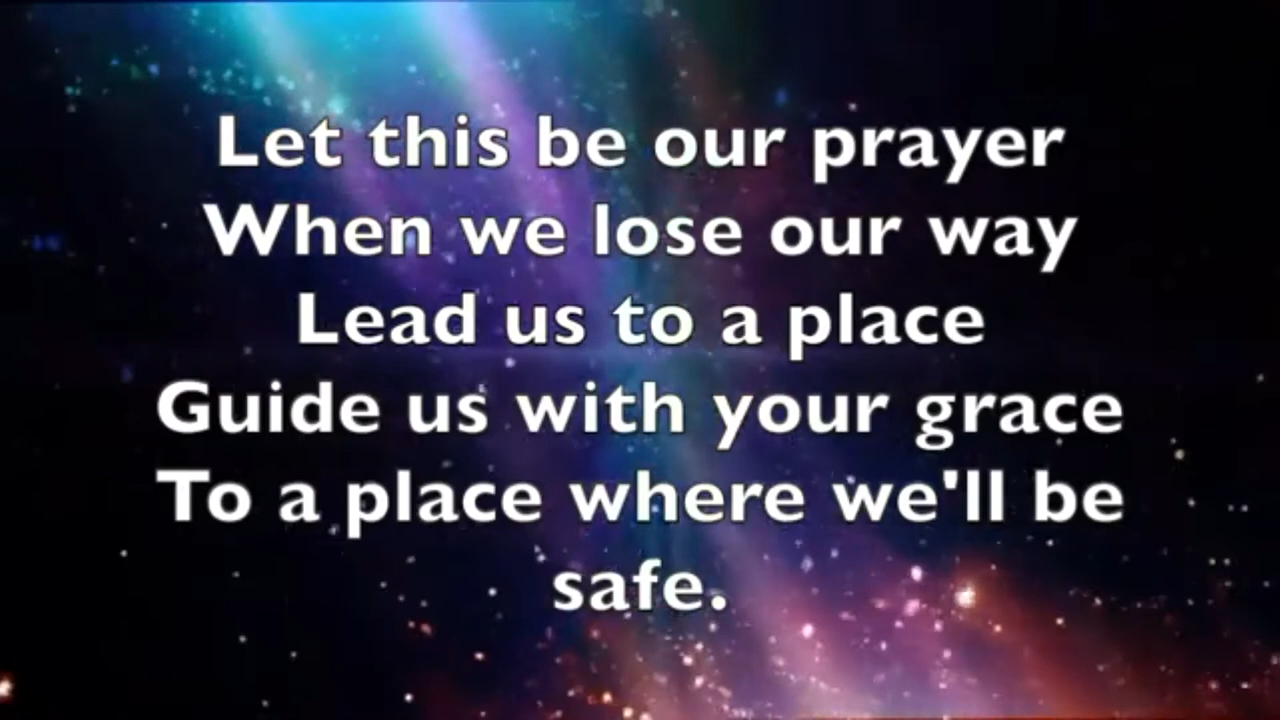 Let this be our prayer
When we lose our way
Lead us to a place
Guide us with your grace
To a place where we'll be
safe.